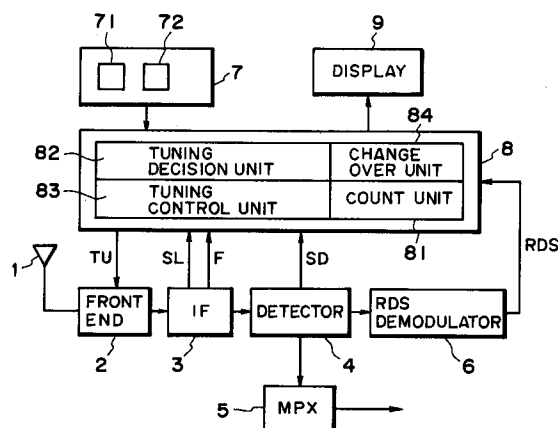 71 72
7
9
DISPLAY
84
82
TUNING
DECISION UNIT
CHANGE
OVER UNIT
8
83
TUNING
CONTROL UNIT
COUNT UNIT
81
RDS
1
TU
SL
F
SD
FRONT
END
IF
DETECTOR
RDS
DEMODULATOR
2
3
4
6
5
MPX